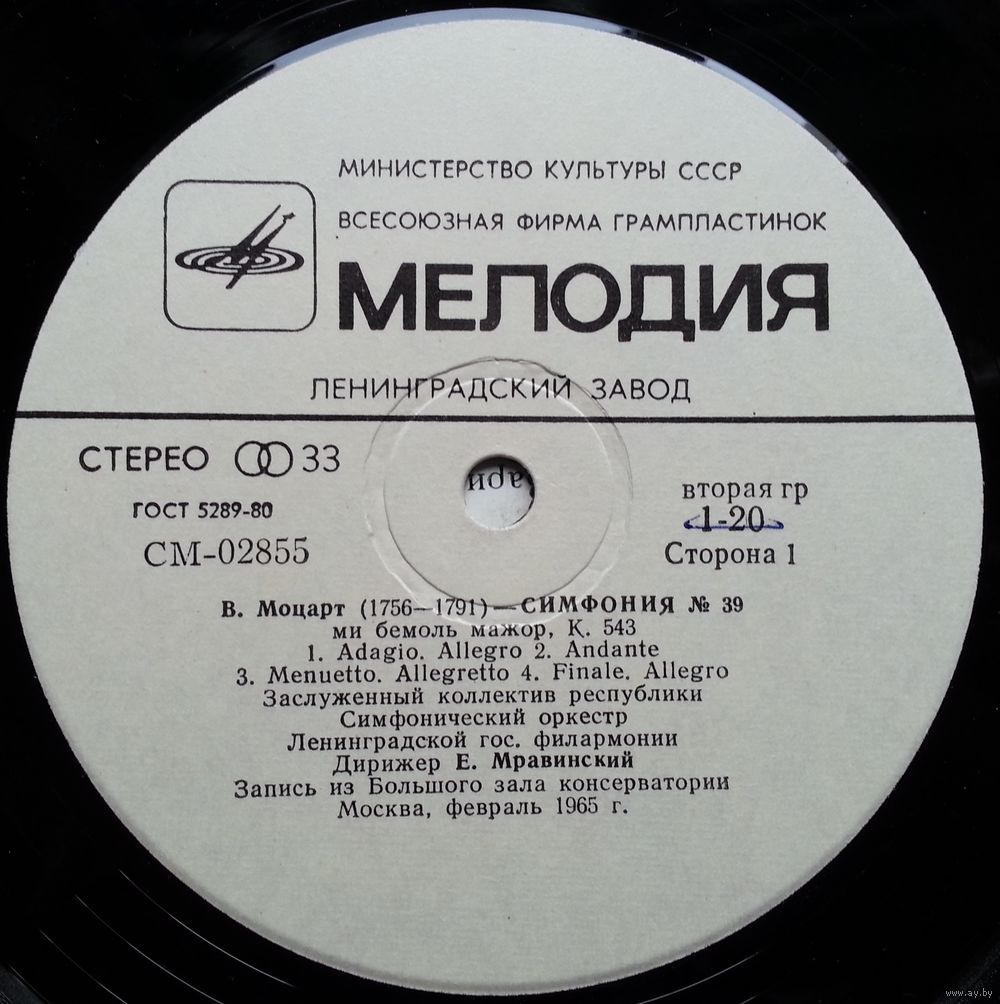 МИНИСТЕРСТВО КУЛЬТУРЫ СССР
ВСЕСОЮЗНАЯ ФИРМА ГРАМПЛАСТИНОК
МЕЛОДИЯ
ЛЕНИНГРАДСКИЙ ЗАВОД
СТЕРЕО 33
ГОСТ 5289-80
СМ-02855
вторая гр
1-20
Сторона 1
В. Моцарт (1756—1791)—СИМФОНИЯ № 39
ми бемоль мажор, К. 543
1. Adagio. Allegro 2. Andante
3. Menuetto. Allegretto 4. Finale. Allegro
Заслуженный коллектив республики
Симфонический оркестр
Ленинградской гос. филармонии
Дирижер Е. Мравинский
Запись из Большого зала консерватории
Москва, февраль 1965 г.
www.ay.by